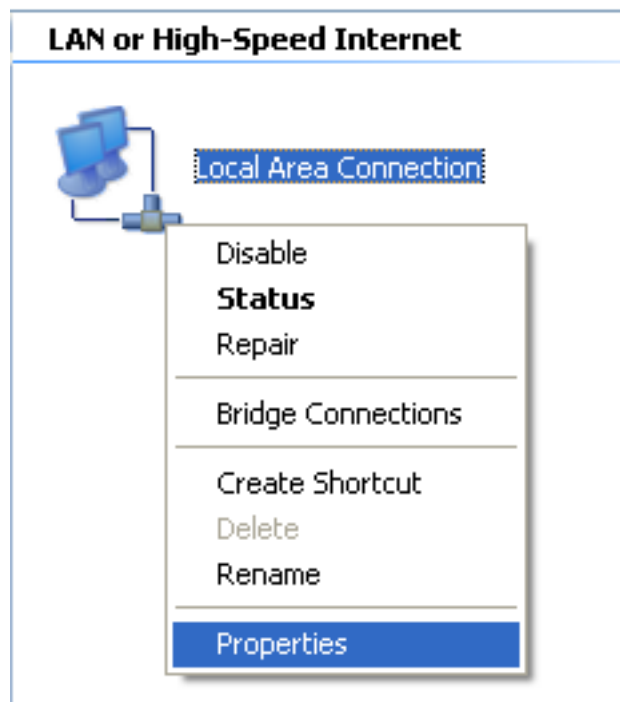 LAN or High-Speed Internet
Local Area Connection
Disable
Status
Repair
Bridge Connections
Create Shortcut
Delete
Rename
Properties